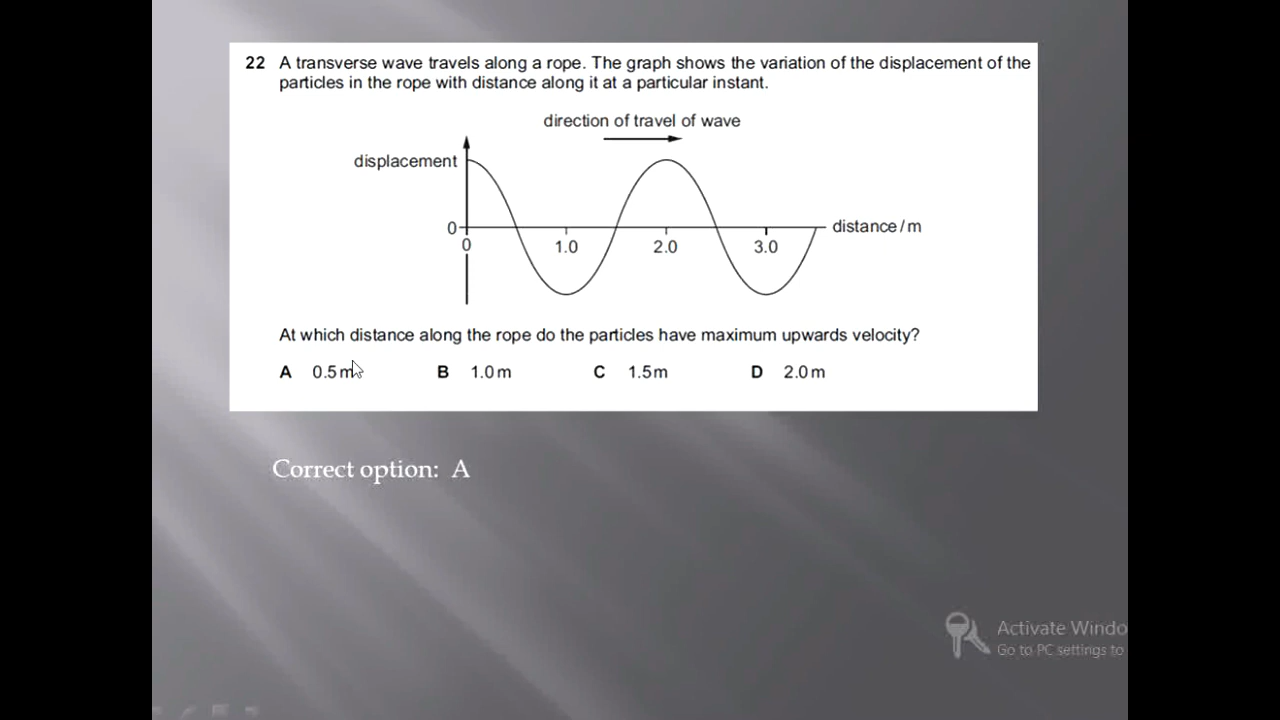 22 A transverse wave travels along a rope. The graph shows the variation of the displacement of the
particles in the rope with distance along it at a particular instant.
direction of travel of wave
displacement
0
distance / m
0 1.0 2.0 3.0
At which distance along the rope do the particles have maximum upwards velocity?
A 0.5 m B 1.0 m C 1.5 m D 2.0 m
Correct option: A
Activate Windo
Go to PC settings to